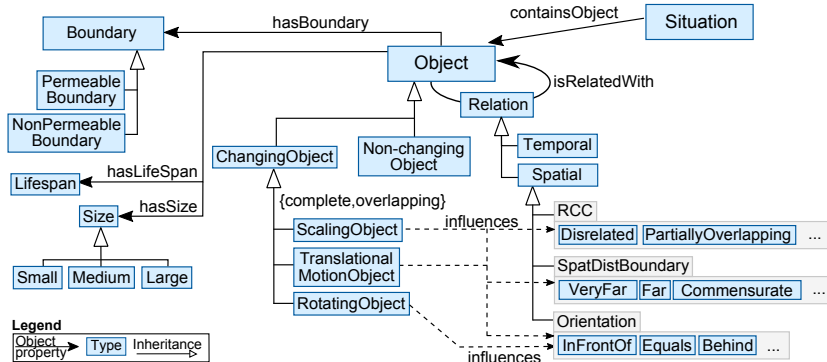 hasBoundary
containsObject
Situation
Boundary
Object
isRelatedWith
Permeable
Boundary
Relation
NonPermeable
Boundary
Temporal
ChangingObject
Non-changing
Object
hasLifeSpan
Spatial
Lifespan
hasSize
{complete,overlapping}
Size
influences
RCC
ScalingObject
Disrelated PartiallyOverlapping ...
Translational
MotionObject
SpatDistBoundary
Small Medium Large
VeryFar Far Commensurate ...
RotatingObject
Orientation
Legend
Object
property
Type
Inheritance
InFrontOf Equals Behind ...
influences